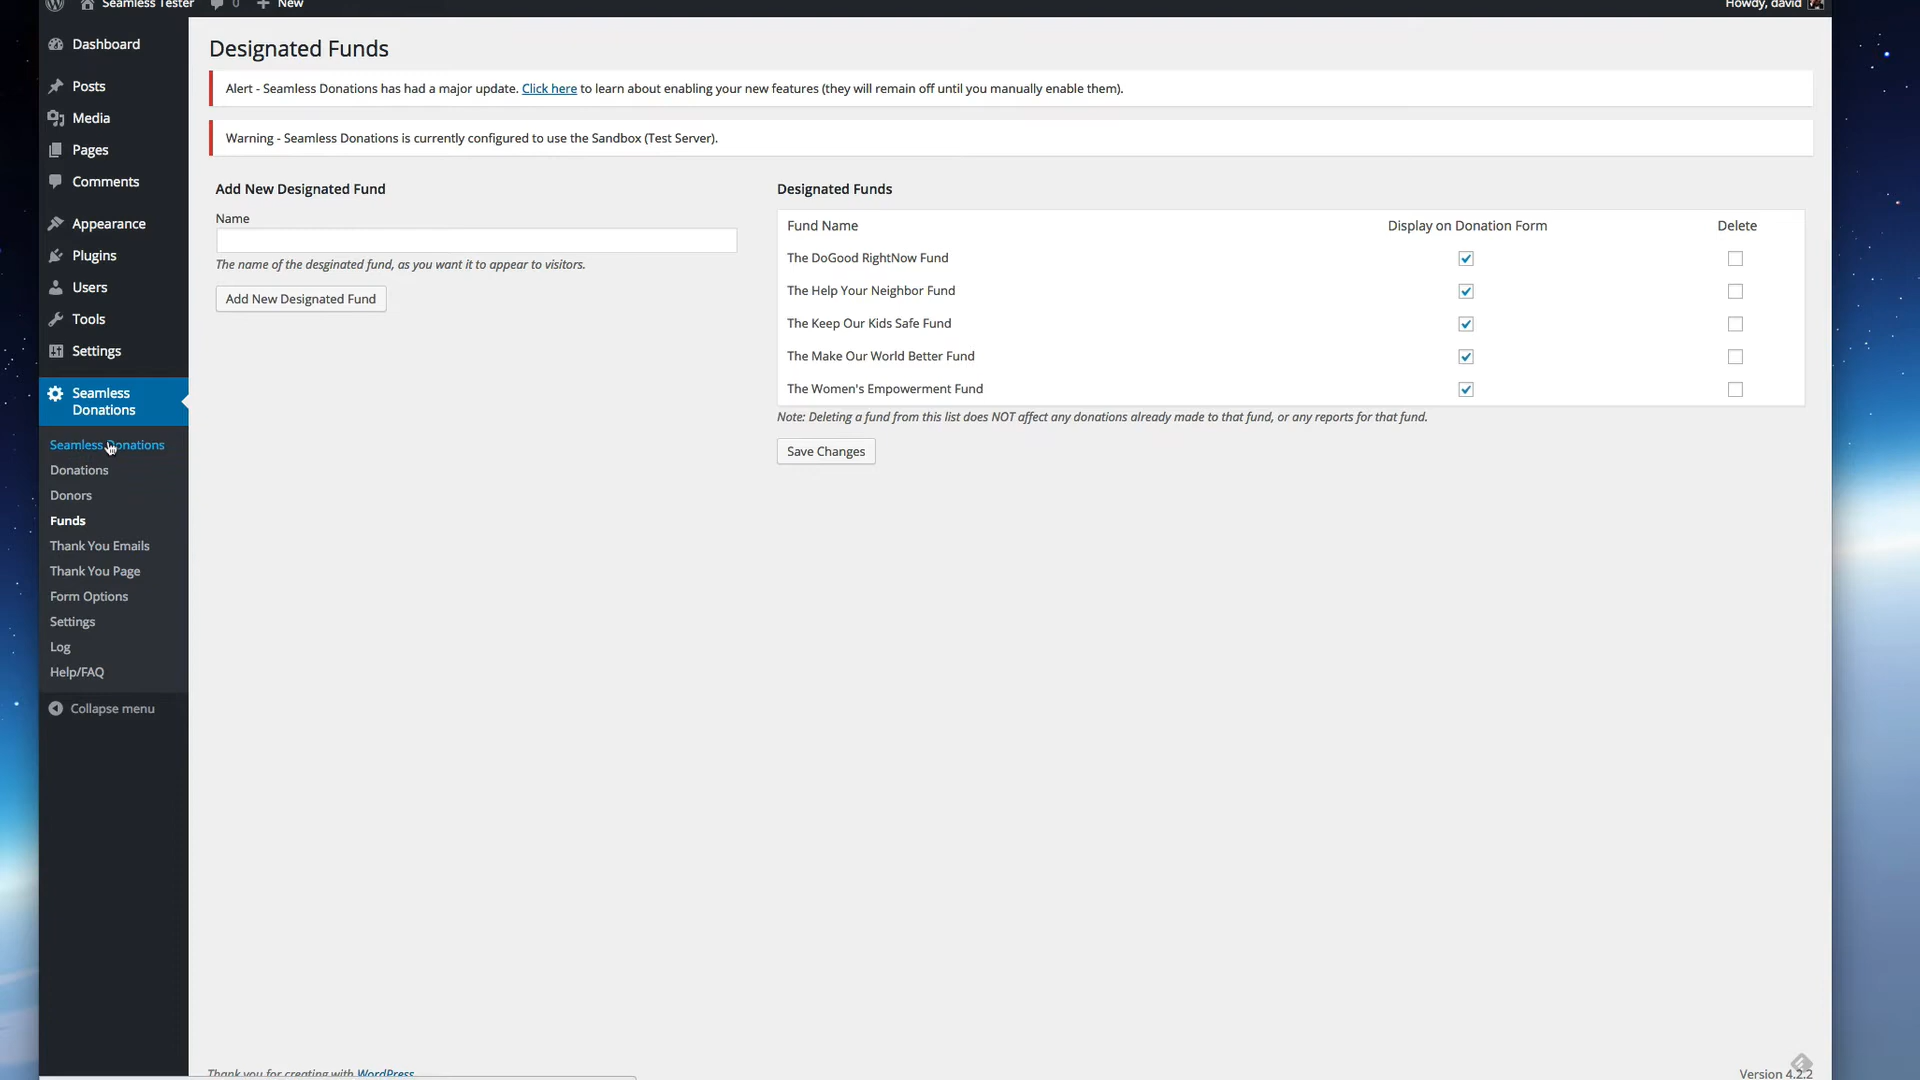 Seamless Tester 0 New Howdy, david
Dashboard
Posts
Media
Pages
Comments
Appearance
Plugins
Users
Tools
Settings
Seamless
Donations
Seamless Donations
Donations
Donors
Funds
Thank You Emails
Thank You Page
Form Options
Settings
Log
Help/FAQ
Collapse menu
Designated Funds
Alert - Seamless Donations has had a major update. Click here to learn about enabling your new features (they will remain off until you manually enable them).
Warning - Seamless Donations is currently configured to use the Sandbox (Test Server).
Add New Designated Fund
Name
The name of the desginated fund, as you want it to appear to visitors.
Add New Designated Fund
Designated Funds
Fund Name Display on Donation Form Delete
The DoGood RightNow Fund
The Help Your Neighbor Fund
The Keep Our Kids Safe Fund
The Make Our World Better Fund
The Women's Empowerment Fund
Note: Deleting a fund from this list does NOT affect any donations already made to that fund, or any reports for that fund.
Save Changes
Thank you for creating with WordPress
Version 4.2.2